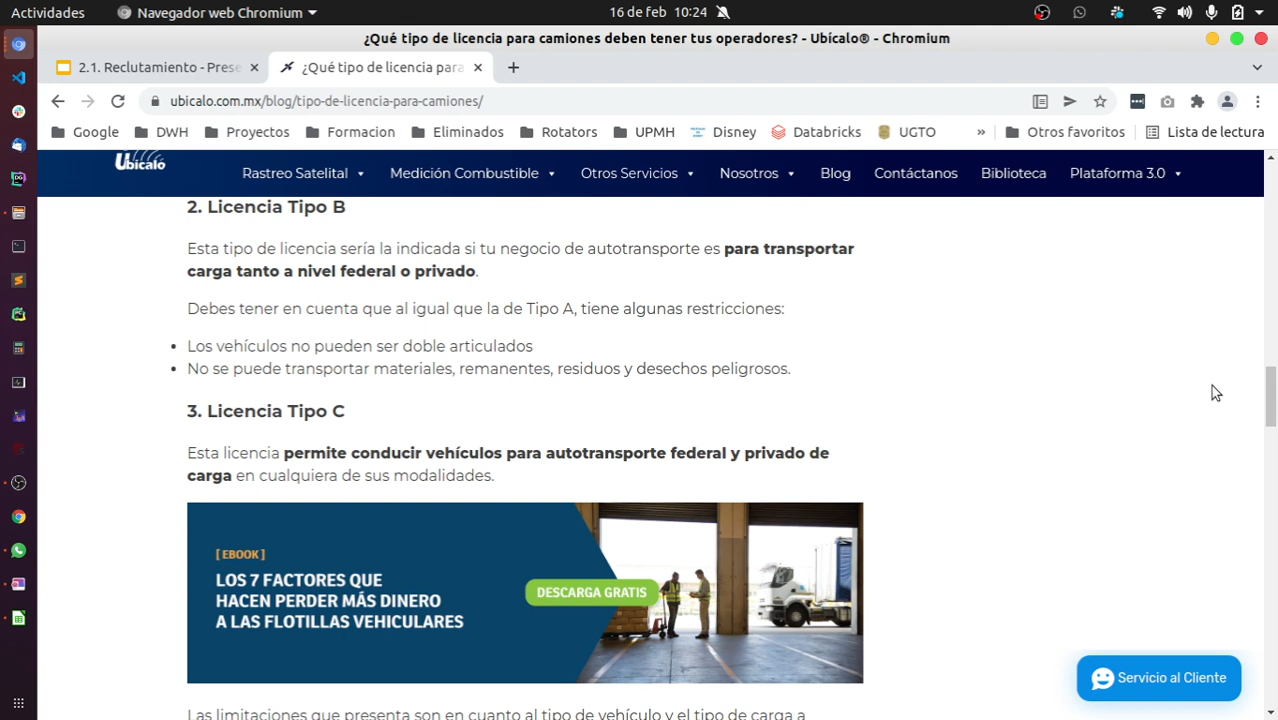 Actividades
Navegador web Chromium
16 de feb 10:24
¿Qué tipo de licencia para camiones deben tener tus operadores? - Ubícalo® - Chromium
2.1. Reclutamiento - Prese
¿Qué tipo de licencia para
ubicalo.com.mx/blog/tipo-de-licencia-para-camiones/
Google
DWH
Proyectos
Formacion
Eliminados
Rotators
UPMH
Disney
Databricks
UGTO
»
Otros favoritos
Lista de lectura
Ubícalo
Rastreo Satelital
Medición Combustible
Otros Servicios
Nosotros
Blog
Contáctanos
Biblioteca
Plataforma 3.0
2. Licencia Tipo B
Esta tipo de licencia sería la indicada si tu negocio de autotransporte es para transportar
carga tanto a nivel federal o privado.
Debes tener en cuenta que al igual que la de Tipo A, tiene algunas restricciones:
Los vehículos no pueden ser doble articulados
No se puede transportar materiales, remanentes, residuos y desechos peligrosos.
3. Licencia Tipo C
Esta licencia permite conducir vehículos para autotransporte federal y privado de
carga en cualquiera de sus modalidades.
[ EBOOK ]
LOS 7 FACTORES QUE
HACEN PERDER MÁS DINERO
A LAS FLOTILLAS VEHICULARES
DESCARGA GRATIS
Servicio al Cliente
Las limitaciones que presenta son en cuanto al tipo de vehículo y el tipo de carga a